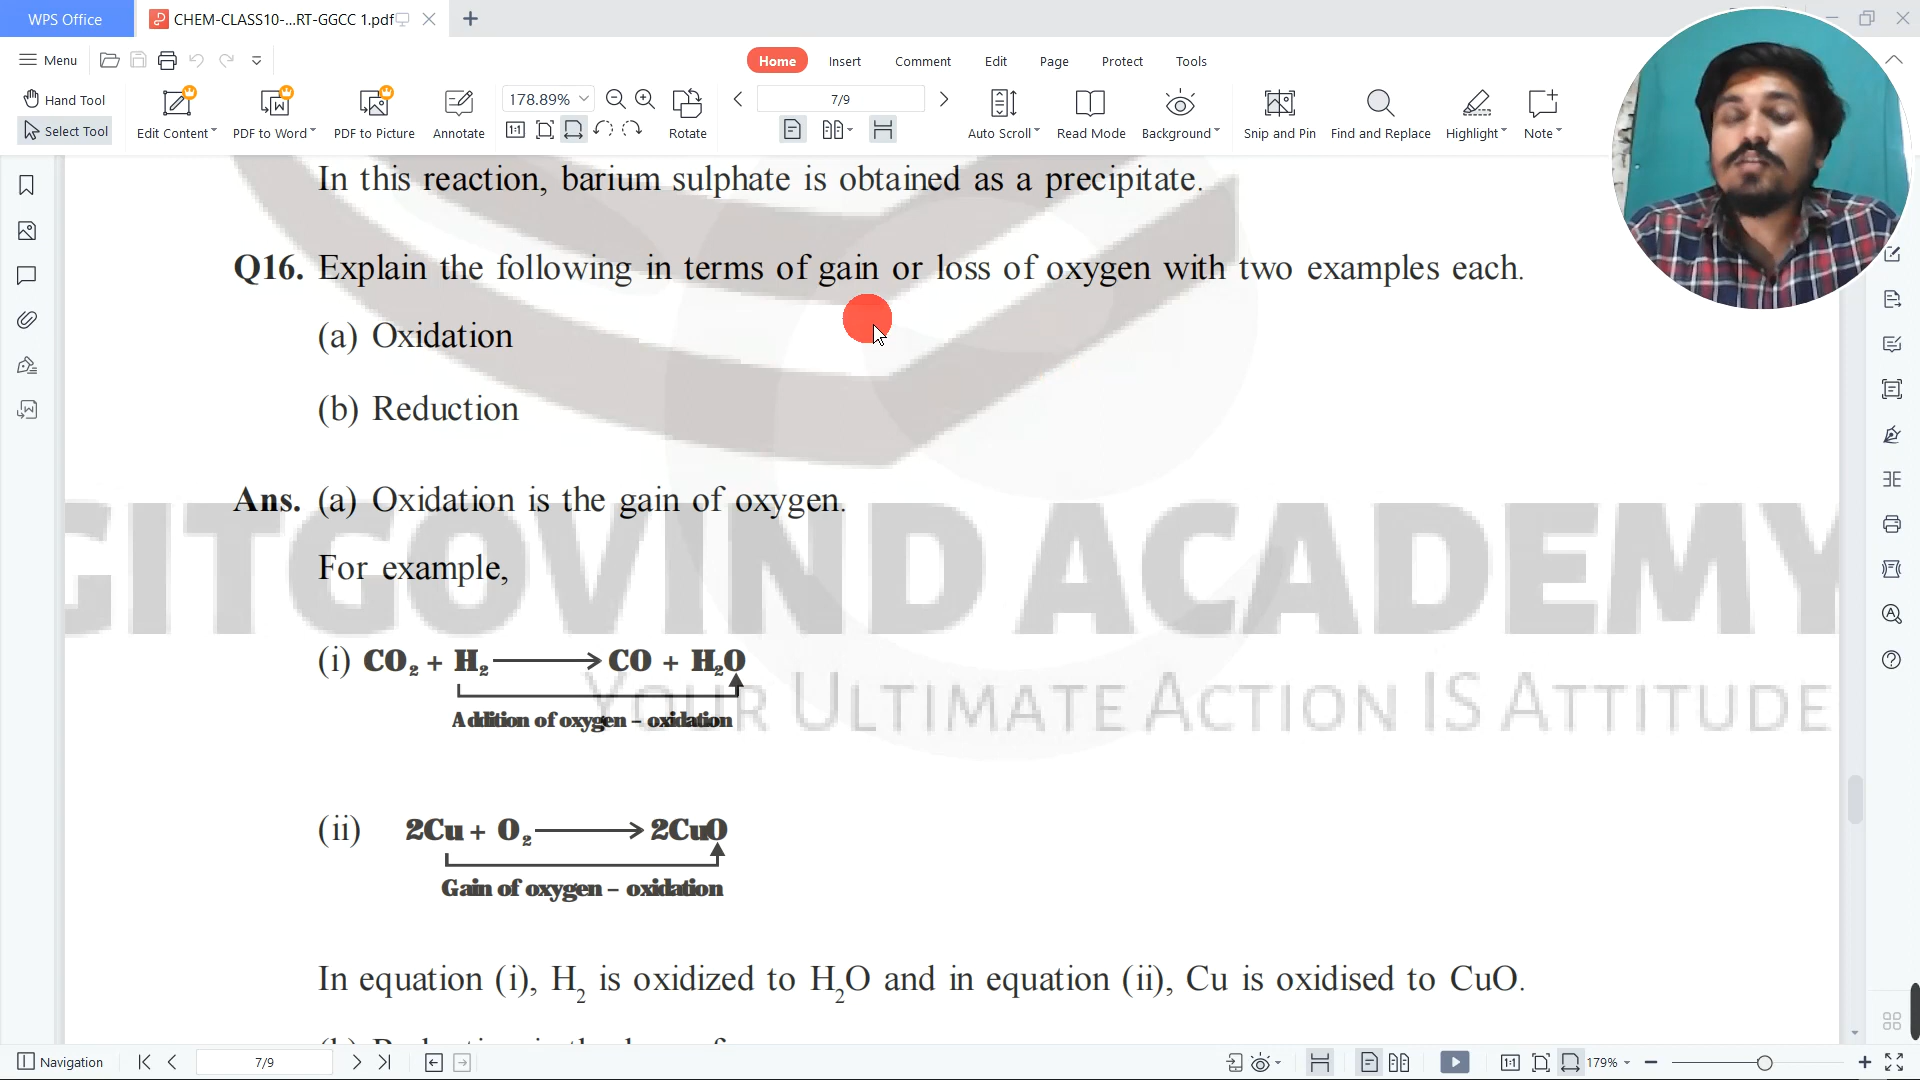 WPS Office
CHEM-CLASS10-...RT-GGCC 1.pdf
Menu
Home
Insert
Comment
Edit
Page
Protect
Tools
Hand Tool
Select Tool
Edit Content
PDF to Word
PDF to Picture
Annotate
178.89%
1:1
Rotate
7/9
Auto Scroll
Read Mode
Background
Snip and Pin
Find and Replace
Highlight
Note
In this reaction, barium sulphate is obtained as a precipitate.
Q16. Explain the following in terms of gain or loss of oxygen with two examples each.
(a) Oxidation
(b) Reduction
Ans. (a) Oxidation is the gain of oxygen.
GITGOVIND ACADEMY
For example,
(i) CO₂ + H₂ ⟶ CO + H₂O
YOUR ULTIMATE ACTION IS ATTITUDE
Addition of oxygen – oxidation
(ii) 2Cu + O₂ ⟶ 2CuO
Gain of oxygen – oxidation
In equation (i), H₂ is oxidized to H₂O and in equation (ii), Cu is oxidised to CuO.
Navigation
7/9
1:1
179%